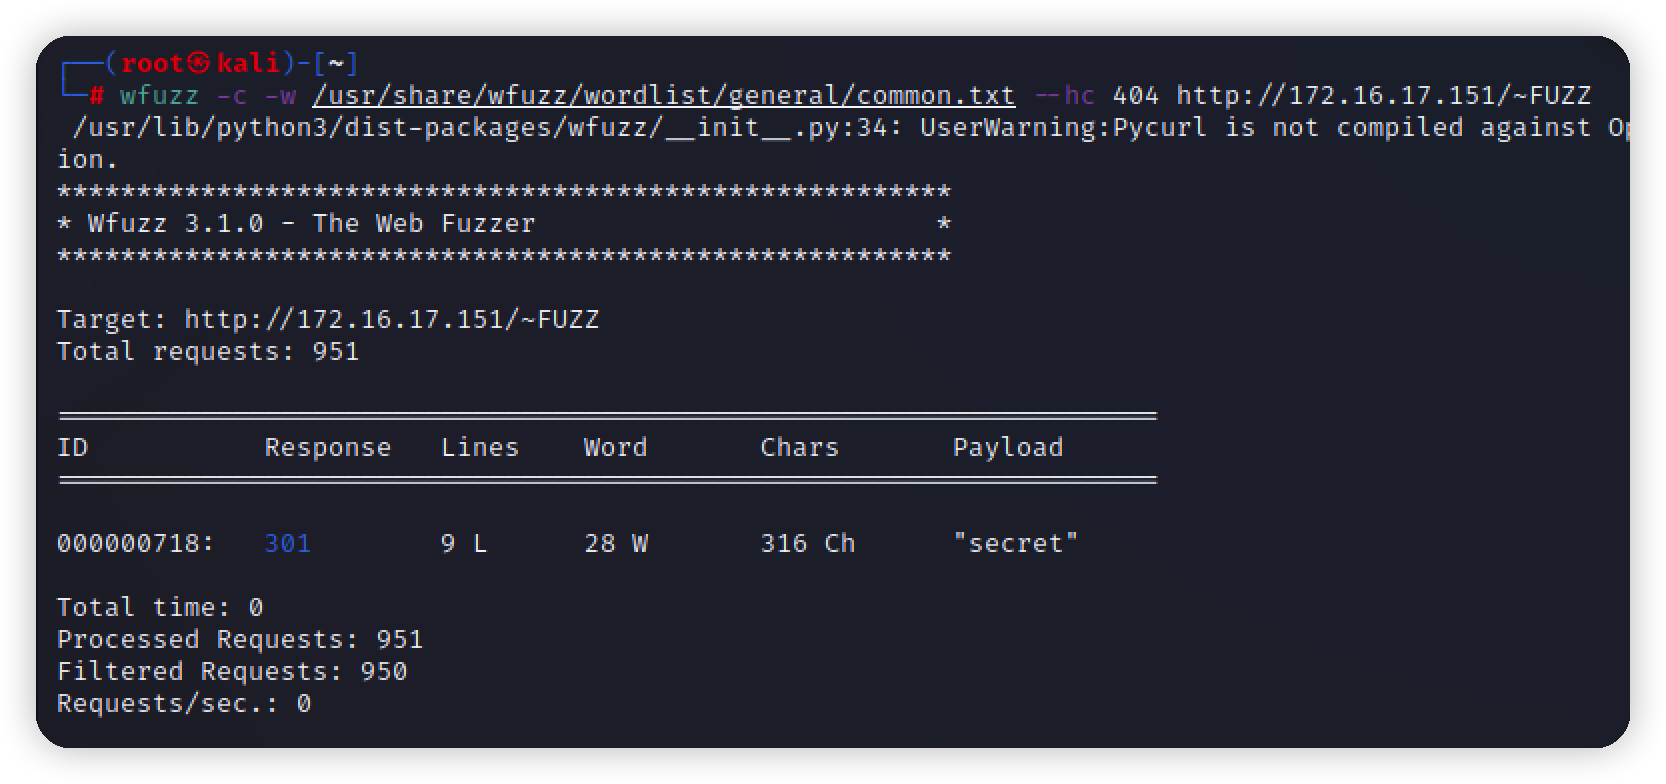 ┌──(root㉿kali)-[~]
└─# wfuzz -c -w /usr/share/wfuzz/wordlist/general/common.txt --hc 404 http://172.16.17.151/~FUZZ
/usr/lib/python3/dist-packages/wfuzz/__init__.py:34: UserWarning:Pycurl is not compiled against Op
ion.
********************************************************
* Wfuzz 3.1.0 - The Web Fuzzer                         *
********************************************************
Target: http://172.16.17.151/~FUZZ
Total requests: 951
=====================================================================
ID           Response   Lines    Word       Chars       Payload
=====================================================================
000000718:   301        9 L      28 W       316 Ch      "secret"
Total time: 0
Processed Requests: 951
Filtered Requests: 950
Requests/sec.: 0